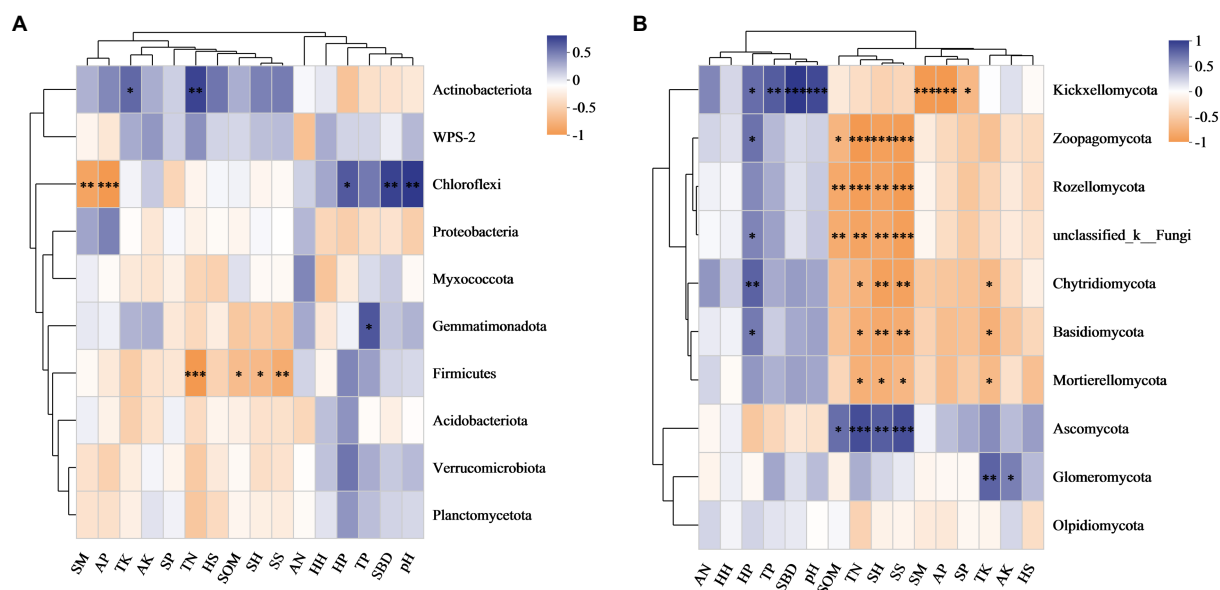 A
0.5
0
-0.5
-1
* **
Actinobacteriota
WPS-2
** *** * ** **
Chloroflexi
Proteobacteria
Myxococcota
*
Gemmatimonadota
*** * * **
Firmicutes
Acidobacteriota
Verrucomicrobiota
Planctomycetota
SM AP TK AK SP TN HS SOM SH SS AN HH HP TP SBD pH
B
1
0.5
0
-0.5
-1
* ** *** *** *** *** *
Kickxellomycota
* * *** *** ***
Zoopagomycota
** *** ** ***
Rozellomycota
* ** ** ** ***
unclassified_k__Fungi
** * ** ** *
Chytridiomycota
* * ** ** *
Basidiomycota
* * * *
Mortierellomycota
* *** ** ***
Ascomycota
** *
Glomeromycota
Olpidiomycota
AN HH HP TP SBD pH SOM TN SH SS SM AP SP TK AK HS